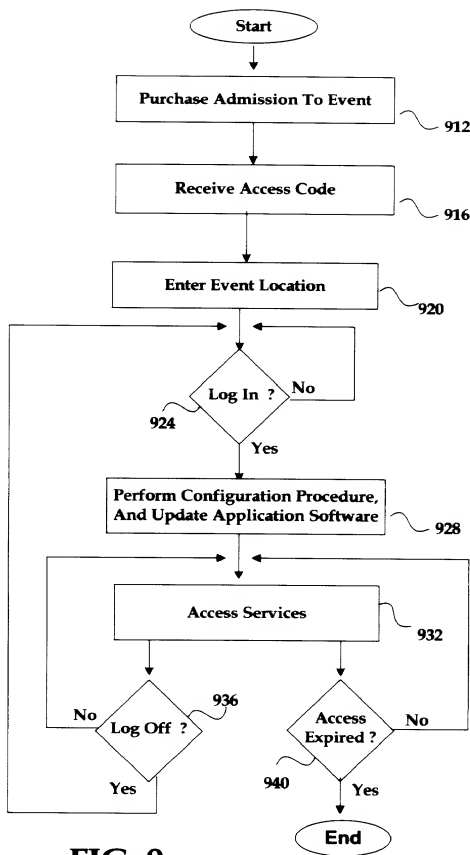 Start
Purchase Admission To Event
912
Receive Access Code
916
Enter Event Location
920
Log In ?
No
924
Yes
Perform Configuration Procedure,
And Update Application Software
928
Access Services
932
936
No
Log Off ?
Access
Expired ?
No
940
Yes
Yes
End
FIG. 9